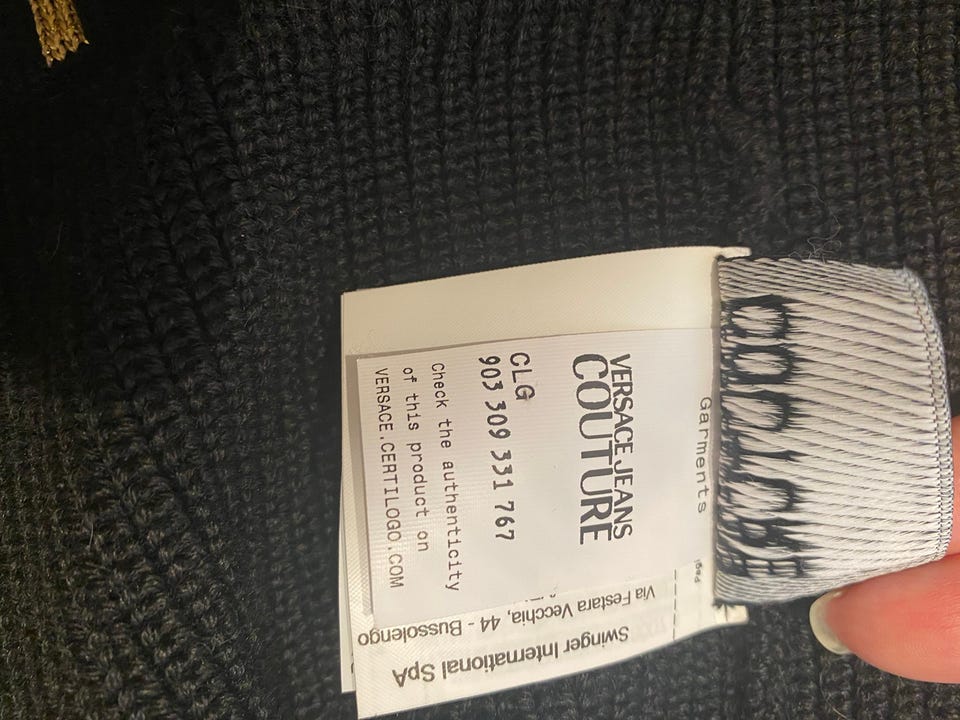 Garments
VERSACE JEANS
COUTURE
CLG
903 309 331 767
Check the authenticity
of this product on
VERSACE.CERTILOGO.COM
Swinger International SpA
Via Festara Vecchia, 44 - Bussolengo